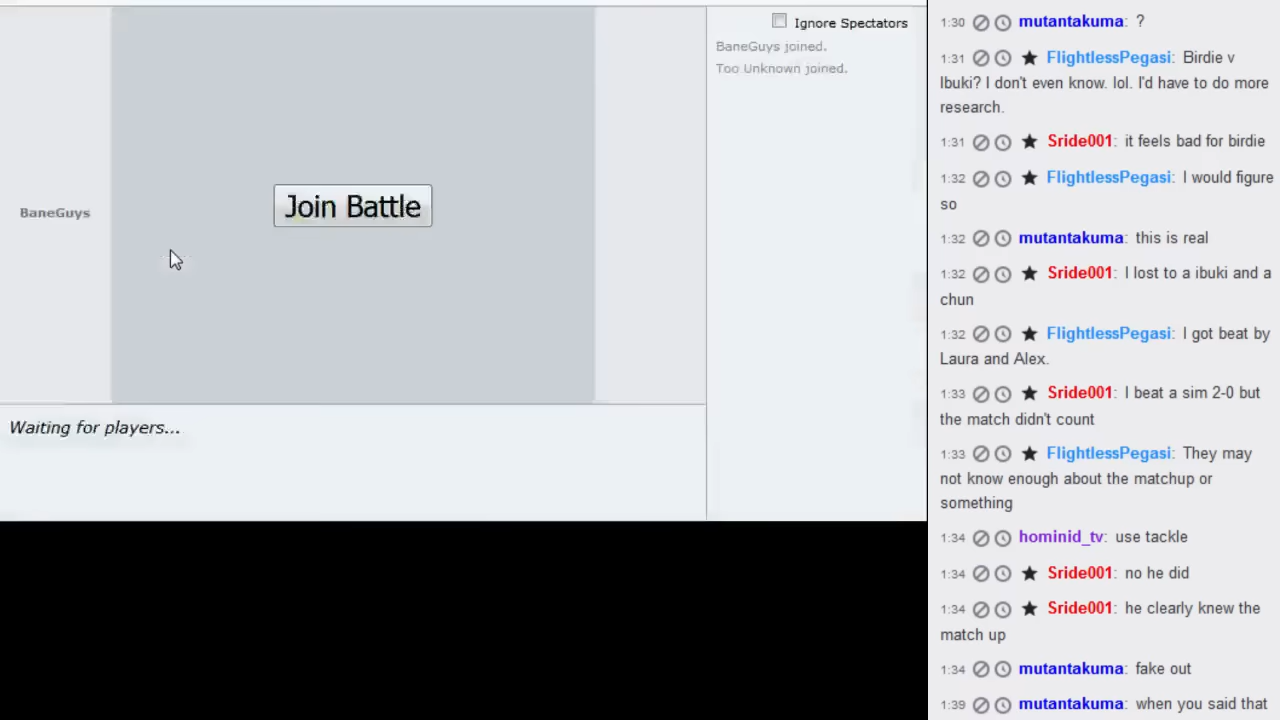 Ignore Spectators
BaneGuys joined.
Too Unknown joined.
BaneGuys
Join Battle
Waiting for players...
1:30 mutantakuma: ?
1:31 FlightlessPegasi: Birdie v
Ibuki? I don't even know. lol. I'd have to do more
research.
1:31 Sride001: it feels bad for birdie
1:32 FlightlessPegasi: I would figure
so
1:32 mutantakuma: this is real
1:32 Sride001: I lost to a ibuki and a
chun
1:32 FlightlessPegasi: I got beat by
Laura and Alex.
1:33 Sride001: I beat a sim 2-0 but
the match didn't count
1:33 FlightlessPegasi: They may
not know enough about the matchup or
something
1:34 hominid_tv: use tackle
1:34 Sride001: no he did
1:34 Sride001: he clearly knew the
match up
1:34 mutantakuma: fake out
1:39 mutantakuma: when you said that